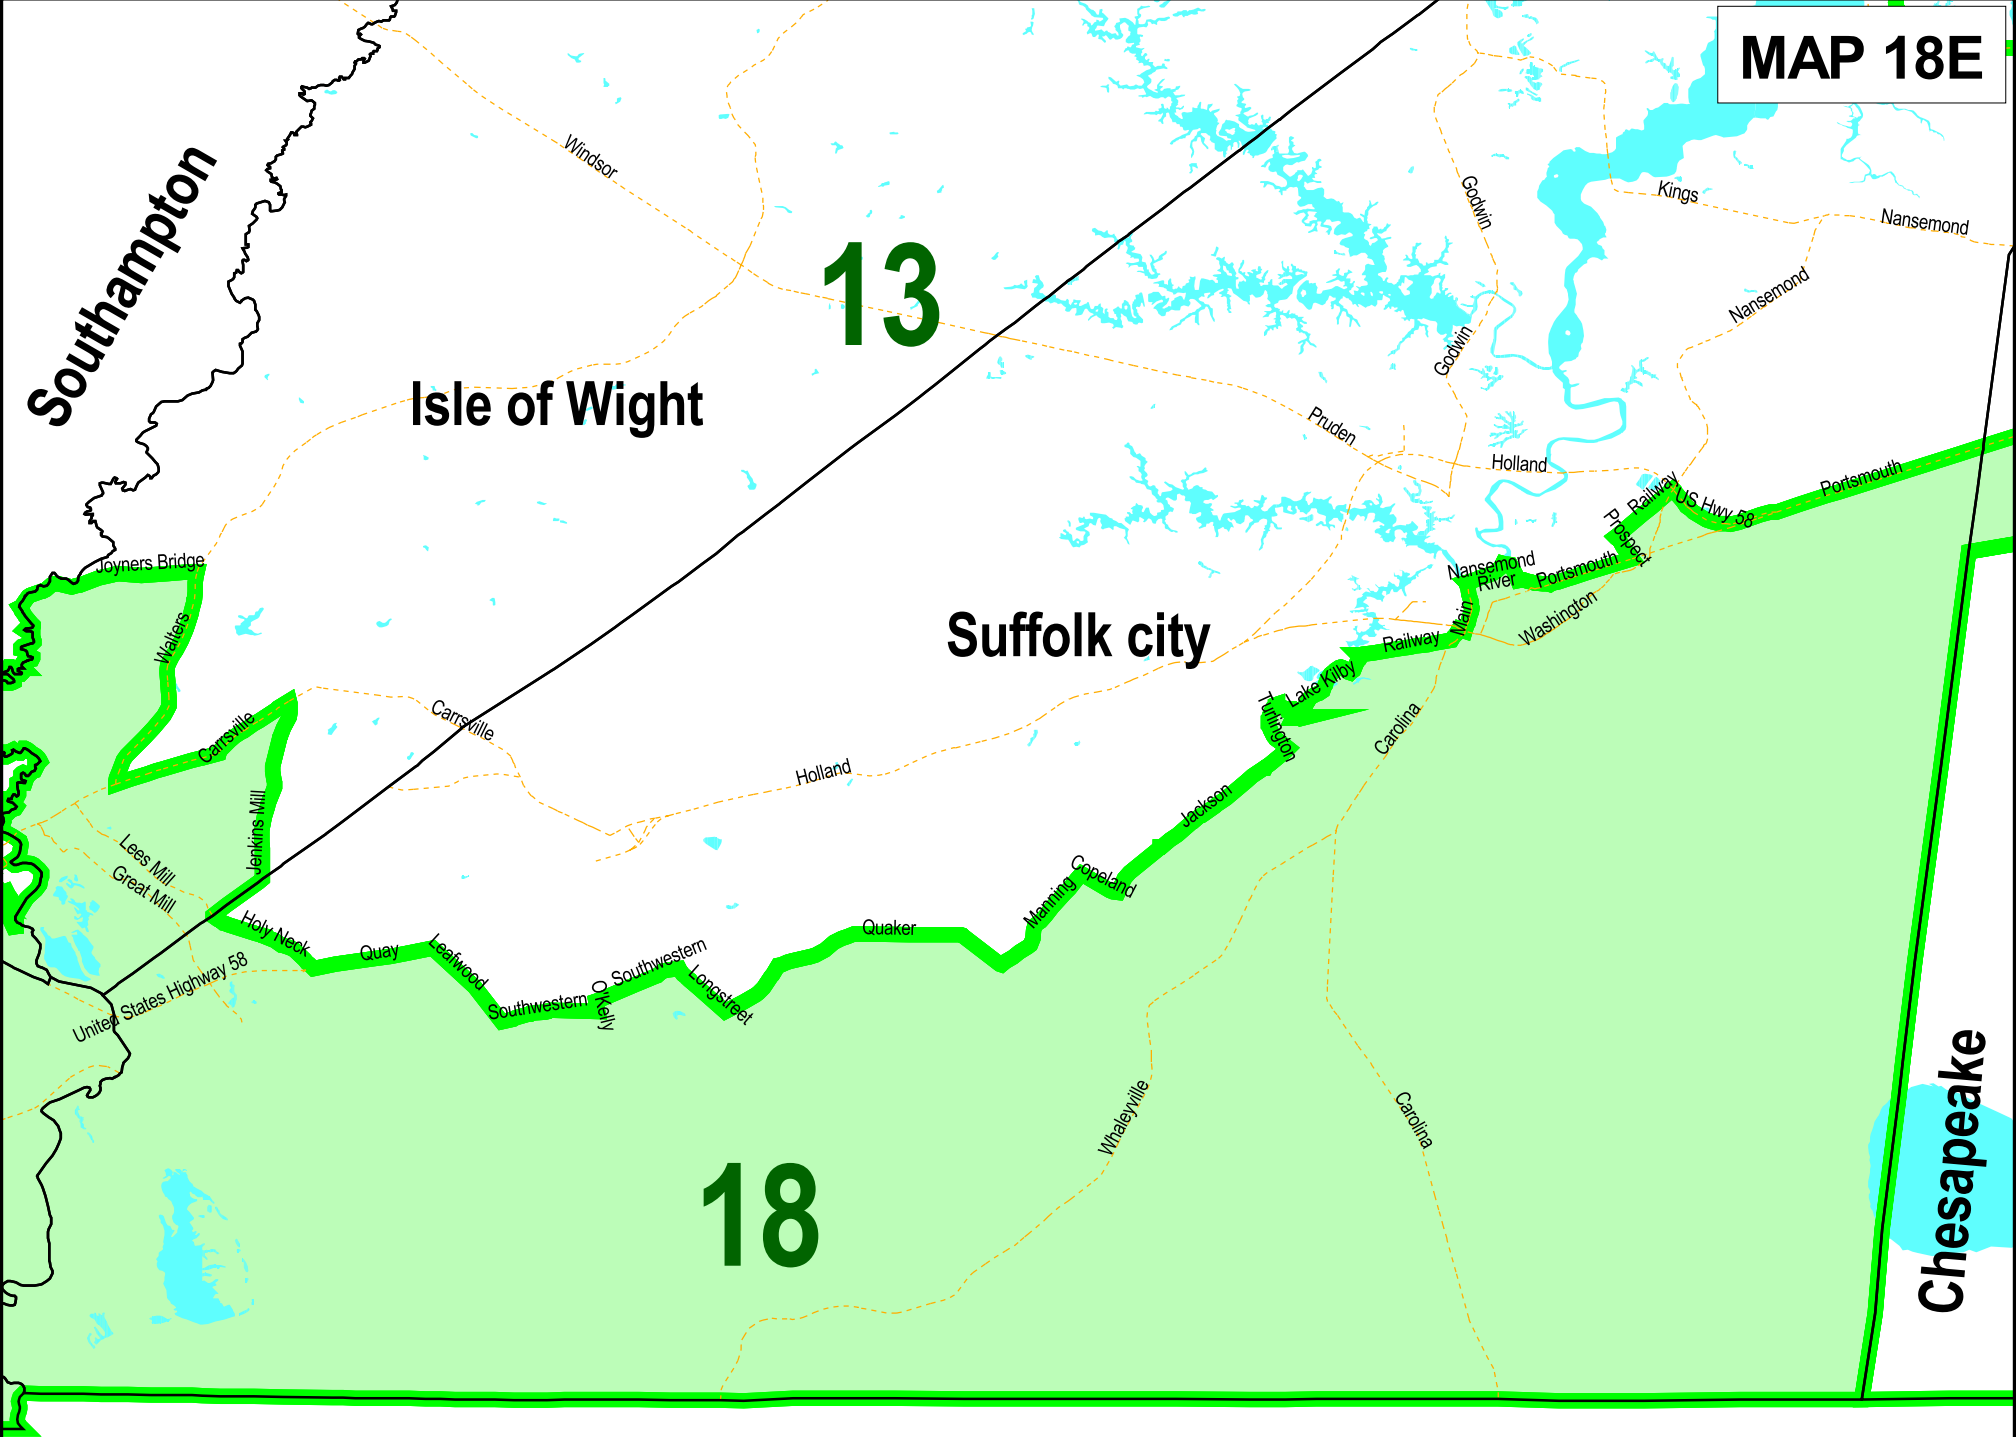 MAP 18E
Southampton
Windsor
Godwin
Kings
Nansemond
13
Nansemond
Godwin
Isle of Wight
Pruden
Holland
Portsmouth
Railway
US Hwy 58
Prospect
Joyners Bridge
Nansemond
River
Portsmouth
Walters
Suffolk city
Main
Washington
Railway
Lake Kilby
Turlington
Carrsville
Carrsville
Carolina
Holland
Jenkins Mill
Jackson
Lees Mill
Great Mill
Copeland
Manning
Holy Neck
Quay
Leafwood
Quaker
Southwestern
United States Highway 58
Longstreet
Southwestern
O'Kelly
Whaleyville
Carolina
Chesapeake
18